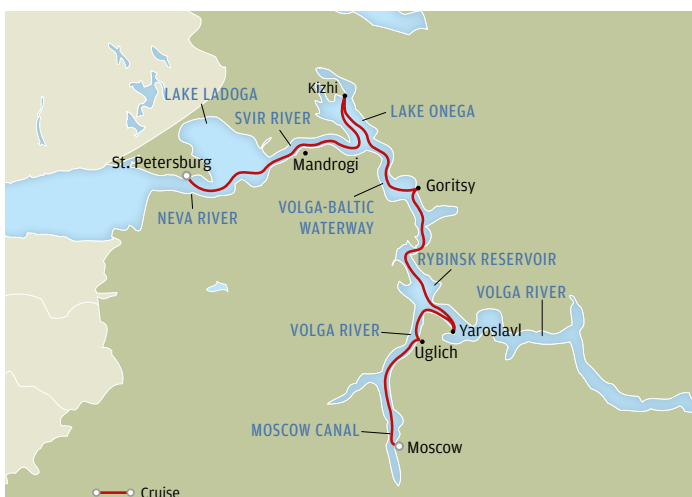 Kizhi
LAKE LADOGA
LAKE ONEGA
SVIR RIVER
St. Petersburg
Mandrogi
Goritsy
NEVA RIVER
VOLGA-BALTIC
WATERWAY
RYBINSK RESERVOIR
VOLGA RIVER
VOLGA RIVER
Yaroslavl
Uglich
MOSCOW CANAL
Moscow
Cruise